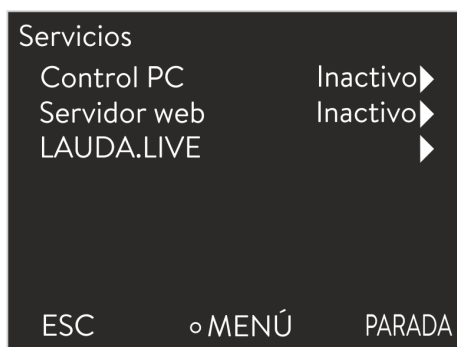 Servicios
Control PC Inactivo
Servidor web Inactivo
LAUDA.LIVE
ESC MENÚ PARADA